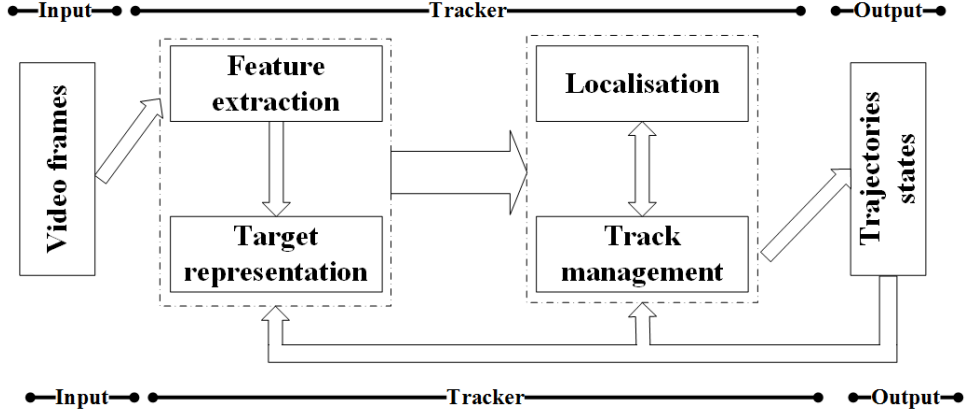 Input
Tracker
Output
Video frames
Feature
extraction
Target
representation
Localisation
Track
management
Trajectories
states
Input
Tracker
Output